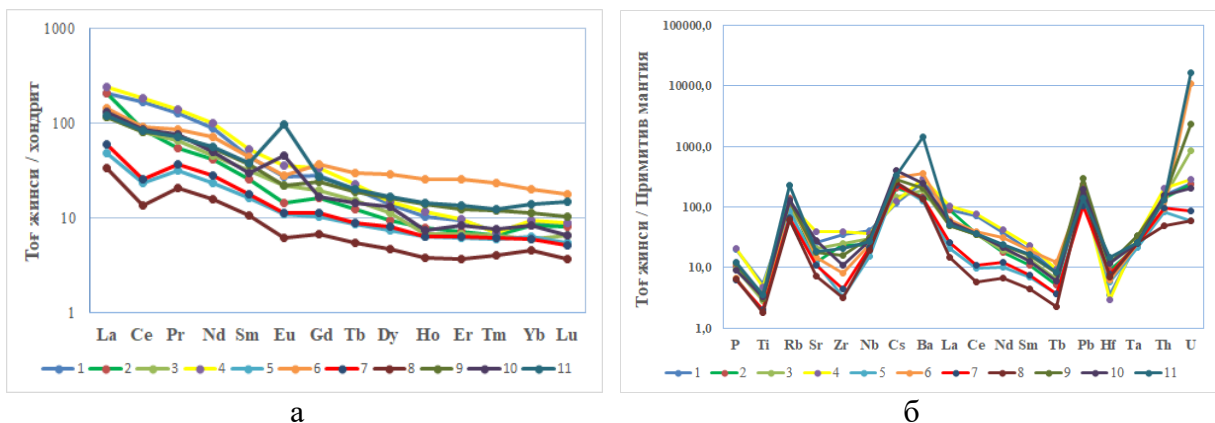 Тоғ жинси / хондрит
1000
100
10
1
La Ce Pr Nd Sm Eu Gd Tb Dy Ho Er Tm Yb Lu
1 2 3 4 5 6 7 8 9 10 11
а
Тоғ жинси / Примитив мантия
100000,0
10000,0
1000,0
100,0
10,0
1,0
P Ti Rb Sr Zr Nb Cs Ba La Ce Nd Sm Tb Pb Hf Ta Th U
1 2 3 4 5 6 7 8 9 10 11
б